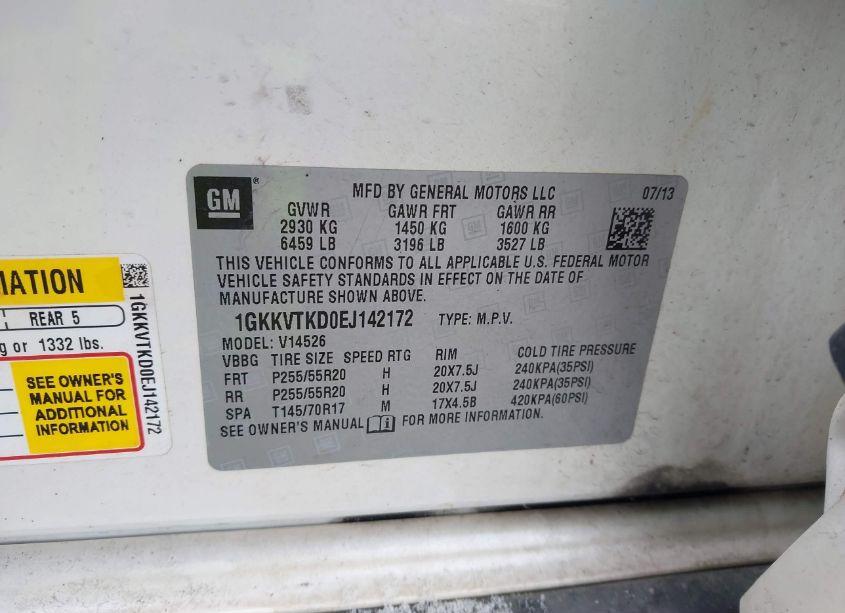 GM®
MFD BY GENERAL MOTORS LLC 07/13
GVWR GAWR FRT GAWR RR
2930 KG 1450 KG 1600 KG
6459 LB 3196 LB 3527 LB
THIS VEHICLE CONFORMS TO ALL APPLICABLE U.S. FEDERAL MOTOR
VEHICLE SAFETY STANDARDS IN EFFECT ON THE DATE OF
MANUFACTURE SHOWN ABOVE.
1GKKVTKD0EJ142172 TYPE: M.P.V.
MODEL: V14526
VBBG TIRE SIZE SPEED RTG RIM COLD TIRE PRESSURE
FRT P255/55R20 H 20X7.5J 240KPA(35PSI)
RR P255/55R20 H 20X7.5J 240KPA(35PSI)
SPA T145/70R17 M 17X4.5B 420KPA(60PSI)
SEE OWNER'S MANUAL i FOR MORE INFORMATION.
MATION
REAR 5
g or 1332 lbs.
SEE OWNER'S
MANUAL FOR
ADDITIONAL
INFORMATION
1GKKVTKD0EJ142172